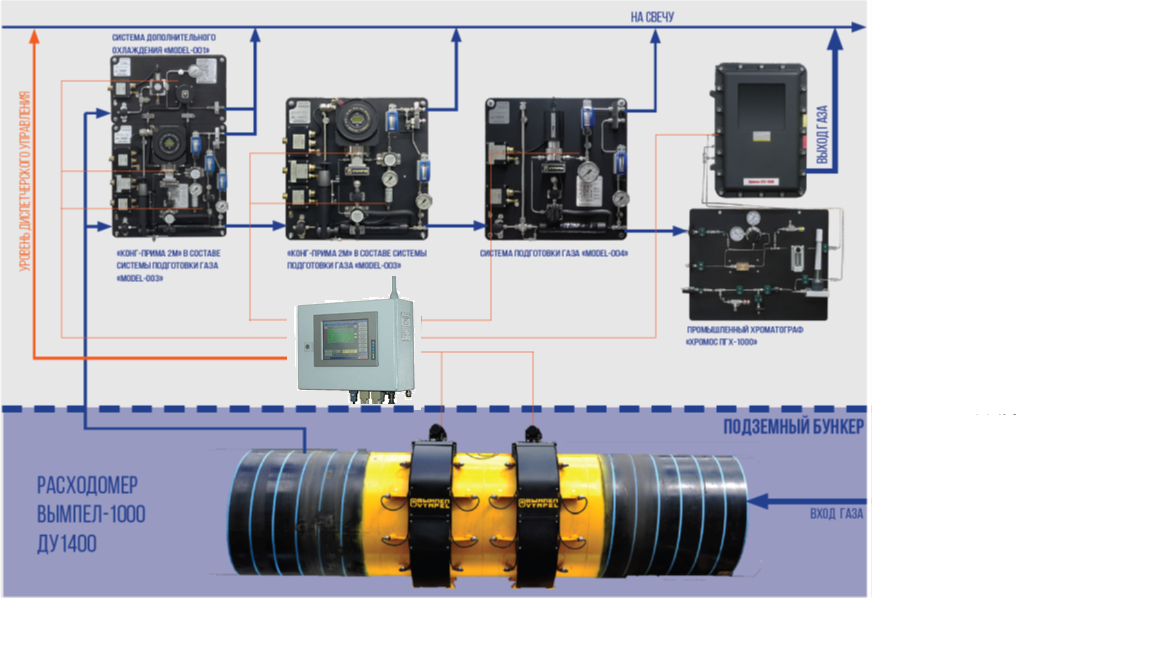 НА СВЕЧУ
СИСТЕМА ДОПОЛНИТЕЛЬНОГО
ОХЛАЖДЕНИЯ «MODEL-001»
УРОВЕНЬ ДИСПЕТЧЕРСКОГО УПРАВЛЕНИЯ
ВЫХОД ГАЗА
«КОНГ-ПРИМА 2М» В СОСТАВЕ
СИСТЕМЫ ПОДГОТОВКИ ГАЗА
«MODEL-003»
«КОНГ-ПРИМА 2М» В СОСТАВЕ СИСТЕМЫ
ПОДГОТОВКИ ГАЗА «MODEL-003»
СИСТЕМА ПОДГОТОВКИ ГАЗА «MODEL-004»
ПРОМЫШЛЕННЫЙ ХРОМАТОГРАФ
«ХРОМОС ПГХ-1000»
ПОДЗЕМНЫЙ БУНКЕР
РАСХОДОМЕР
ВЫМПЕЛ-1000
ДУ1400
ВЫМПЕЛ
VYMPEL
ВЫМПЕЛ
VYMPEL
ВХОД ГАЗА